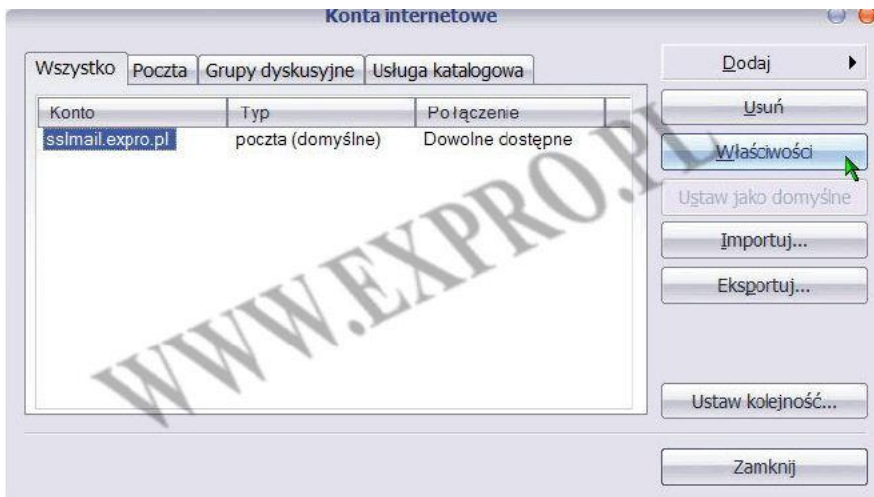 Konta internetowe
Wszystko Poczta Grupy dyskusyjne Usługa katalogowa
Konto Typ Połączenie
sslmail.expro.pl poczta (domyślne) Dowolne dostępne
Dodaj
Usuń
Właściwości
Ustaw jako domyślne
Importuj...
Eksportuj...
Ustaw kolejność...
Zamknij
WWW.EXPRO.PL